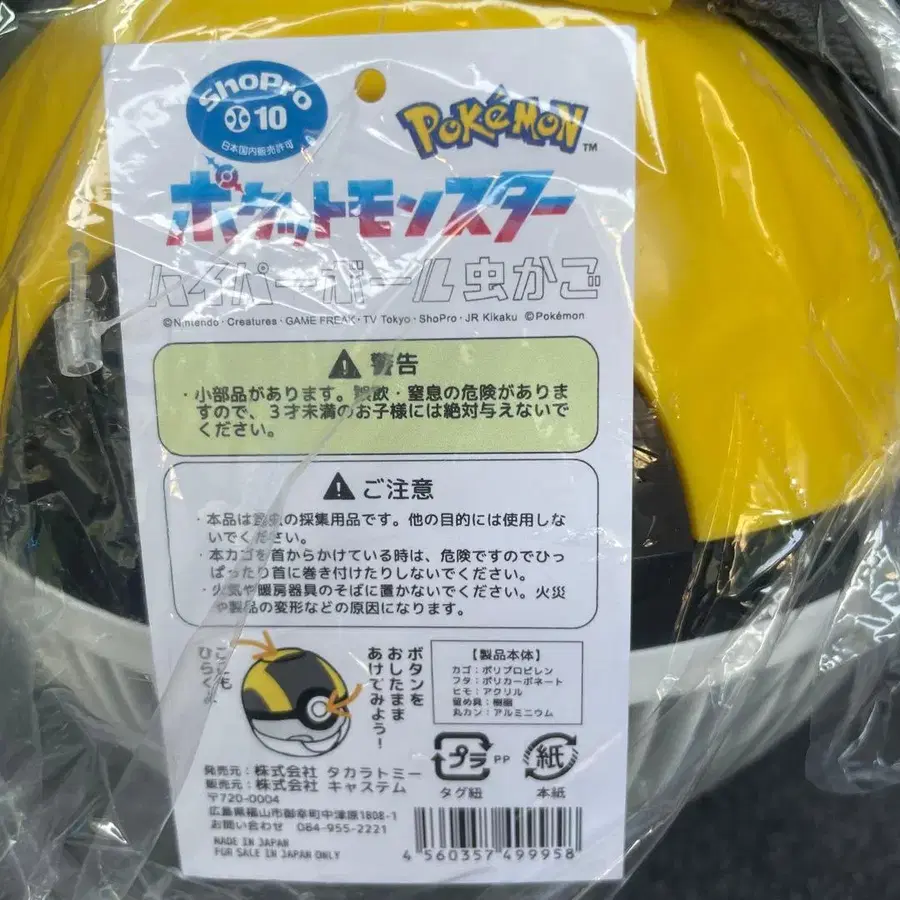 ShoPro
10
日本国内販売許可
POKéMON
TM
ポケットモンスター
ハイパーボール 虫かご
©Nintendo・Creatures・GAME FREAK・TV Tokyo・ShoPro・JR Kikaku ©Pokémon
警告
・小部品があります。誤飲・窒息の危険がありま
すので、3才未満のお子様には絶対与えないで
ください。
ご注意
・本品は昆虫の採集用品です。他の目的には使用しな
いでください。
・本カゴを首からかけている時は、危険ですのでひっ
ぱったり首に巻き付けたりしないでください。
・火気や暖房器具のそばに置かないでください。火災
や製品の変形などの原因になります。
ここも
ひらくよ
ボタンを
おしたまま
あけてみよう!
【製品本体】
カゴ:ポリプロピレン
フタ:ポリカーボネート
ヒモ:アクリル
留め具:樹脂
丸カン:アルミニウム
プラ PP
タグ紐
紙
本紙
発売元:株式会社 タカラトミー
販売元:株式会社 キャステム
〒720-0004
広島県福山市御幸町中津原1808-1
お問い合わせ 084-955-2221
MADE IN JAPAN
FOR SALE IN JAPAN ONLY
4 560357 499958